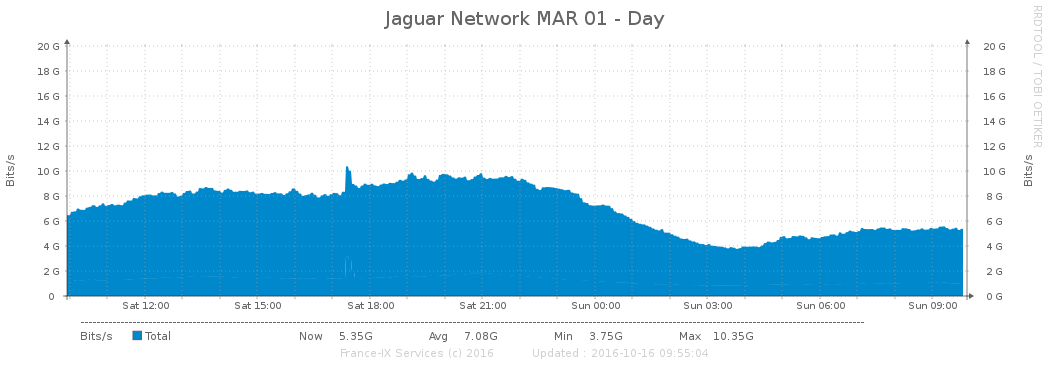 Jaguar Network MAR 01 - Day
RRDTOOL / TOBI OETIKER
Bits/s
20 G
18 G
16 G
14 G
12 G
10 G
8 G
6 G
4 G
2 G
0
20 G
18 G
16 G
14 G
12 G
10 G
8 G
6 G
4 G
2 G
0 G
Bits/s
Sat 12:00 Sat 15:00 Sat 18:00 Sat 21:00 Sun 00:00 Sun 03:00 Sun 06:00 Sun 09:00
Bits/s Total Now 5.35G Avg 7.08G Min 3.75G Max 10.35G
France-IX Services (c) 2016 Updated : 2016-10-16 09:55:04